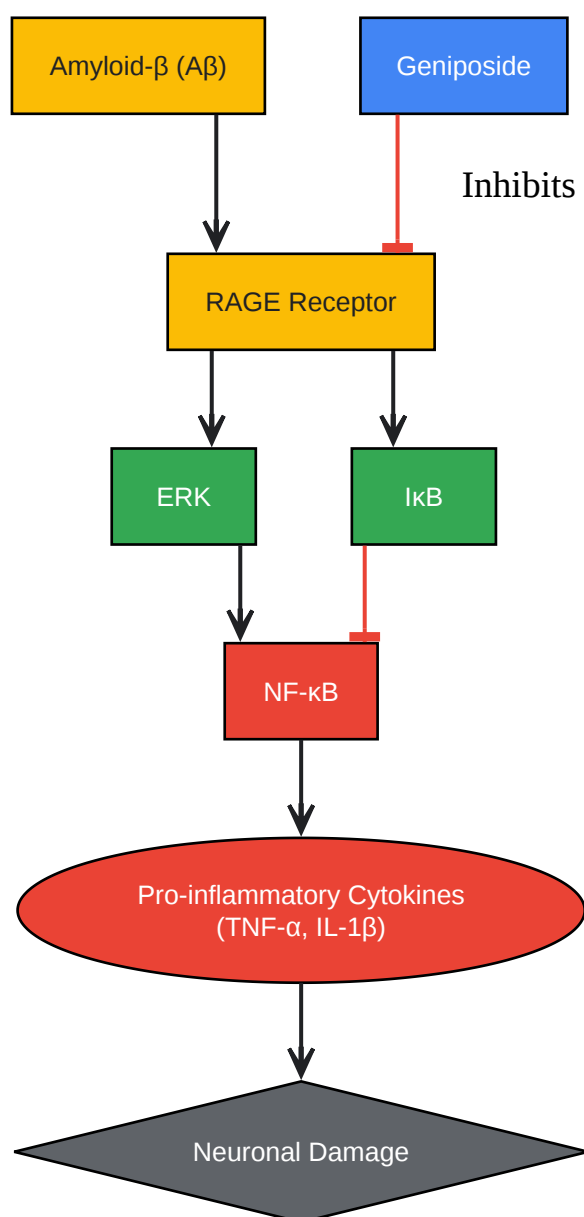 Amyloid-β (Aβ)
Geniposide
Inhibits
RAGE Receptor
ERK
IκB
NF-κB
Pro-inflammatory Cytokines
(TNF-α, IL-1β)
Neuronal Damage